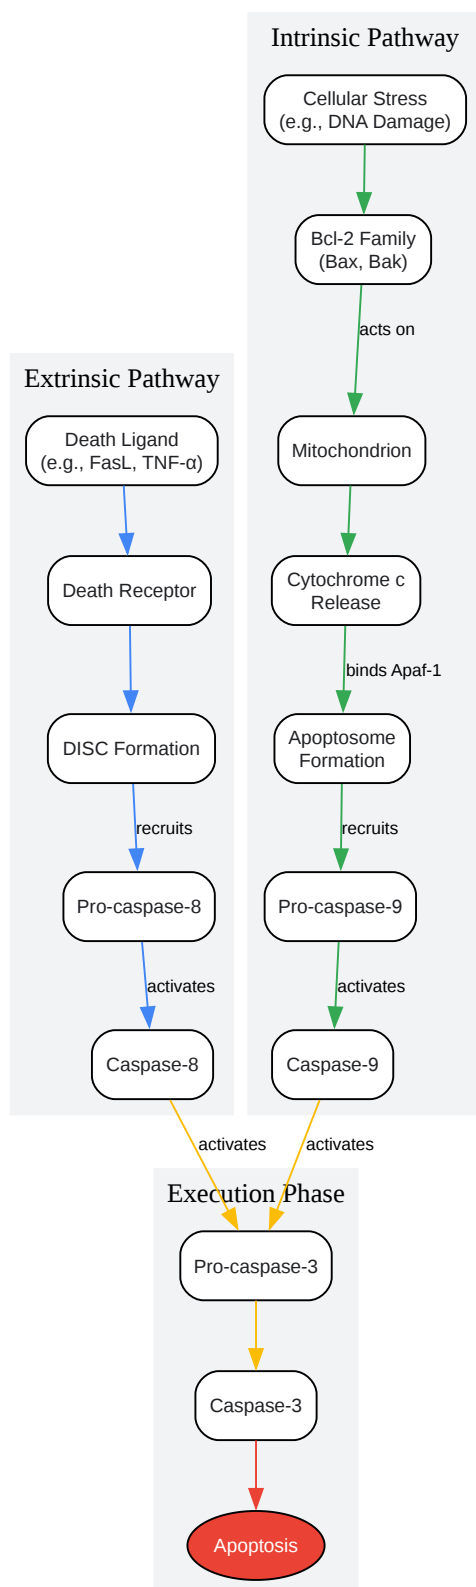 Intrinsic Pathway
Cellular Stress
(e.g., DNA Damage)
Bcl-2 Family
(Bax, Bak)
acts on
Mitochondrion
Cytochrome c
Release
binds Apaf-1
Apoptosome
Formation
recruits
Pro-caspase-9
activates
Caspase-9
activates
Extrinsic Pathway
Death Ligand
(e.g., FasL, TNF-α)
Death Receptor
DISC Formation
recruits
Pro-caspase-8
activates
Caspase-8
activates
Execution Phase
Pro-caspase-3
Caspase-3
Apoptosis